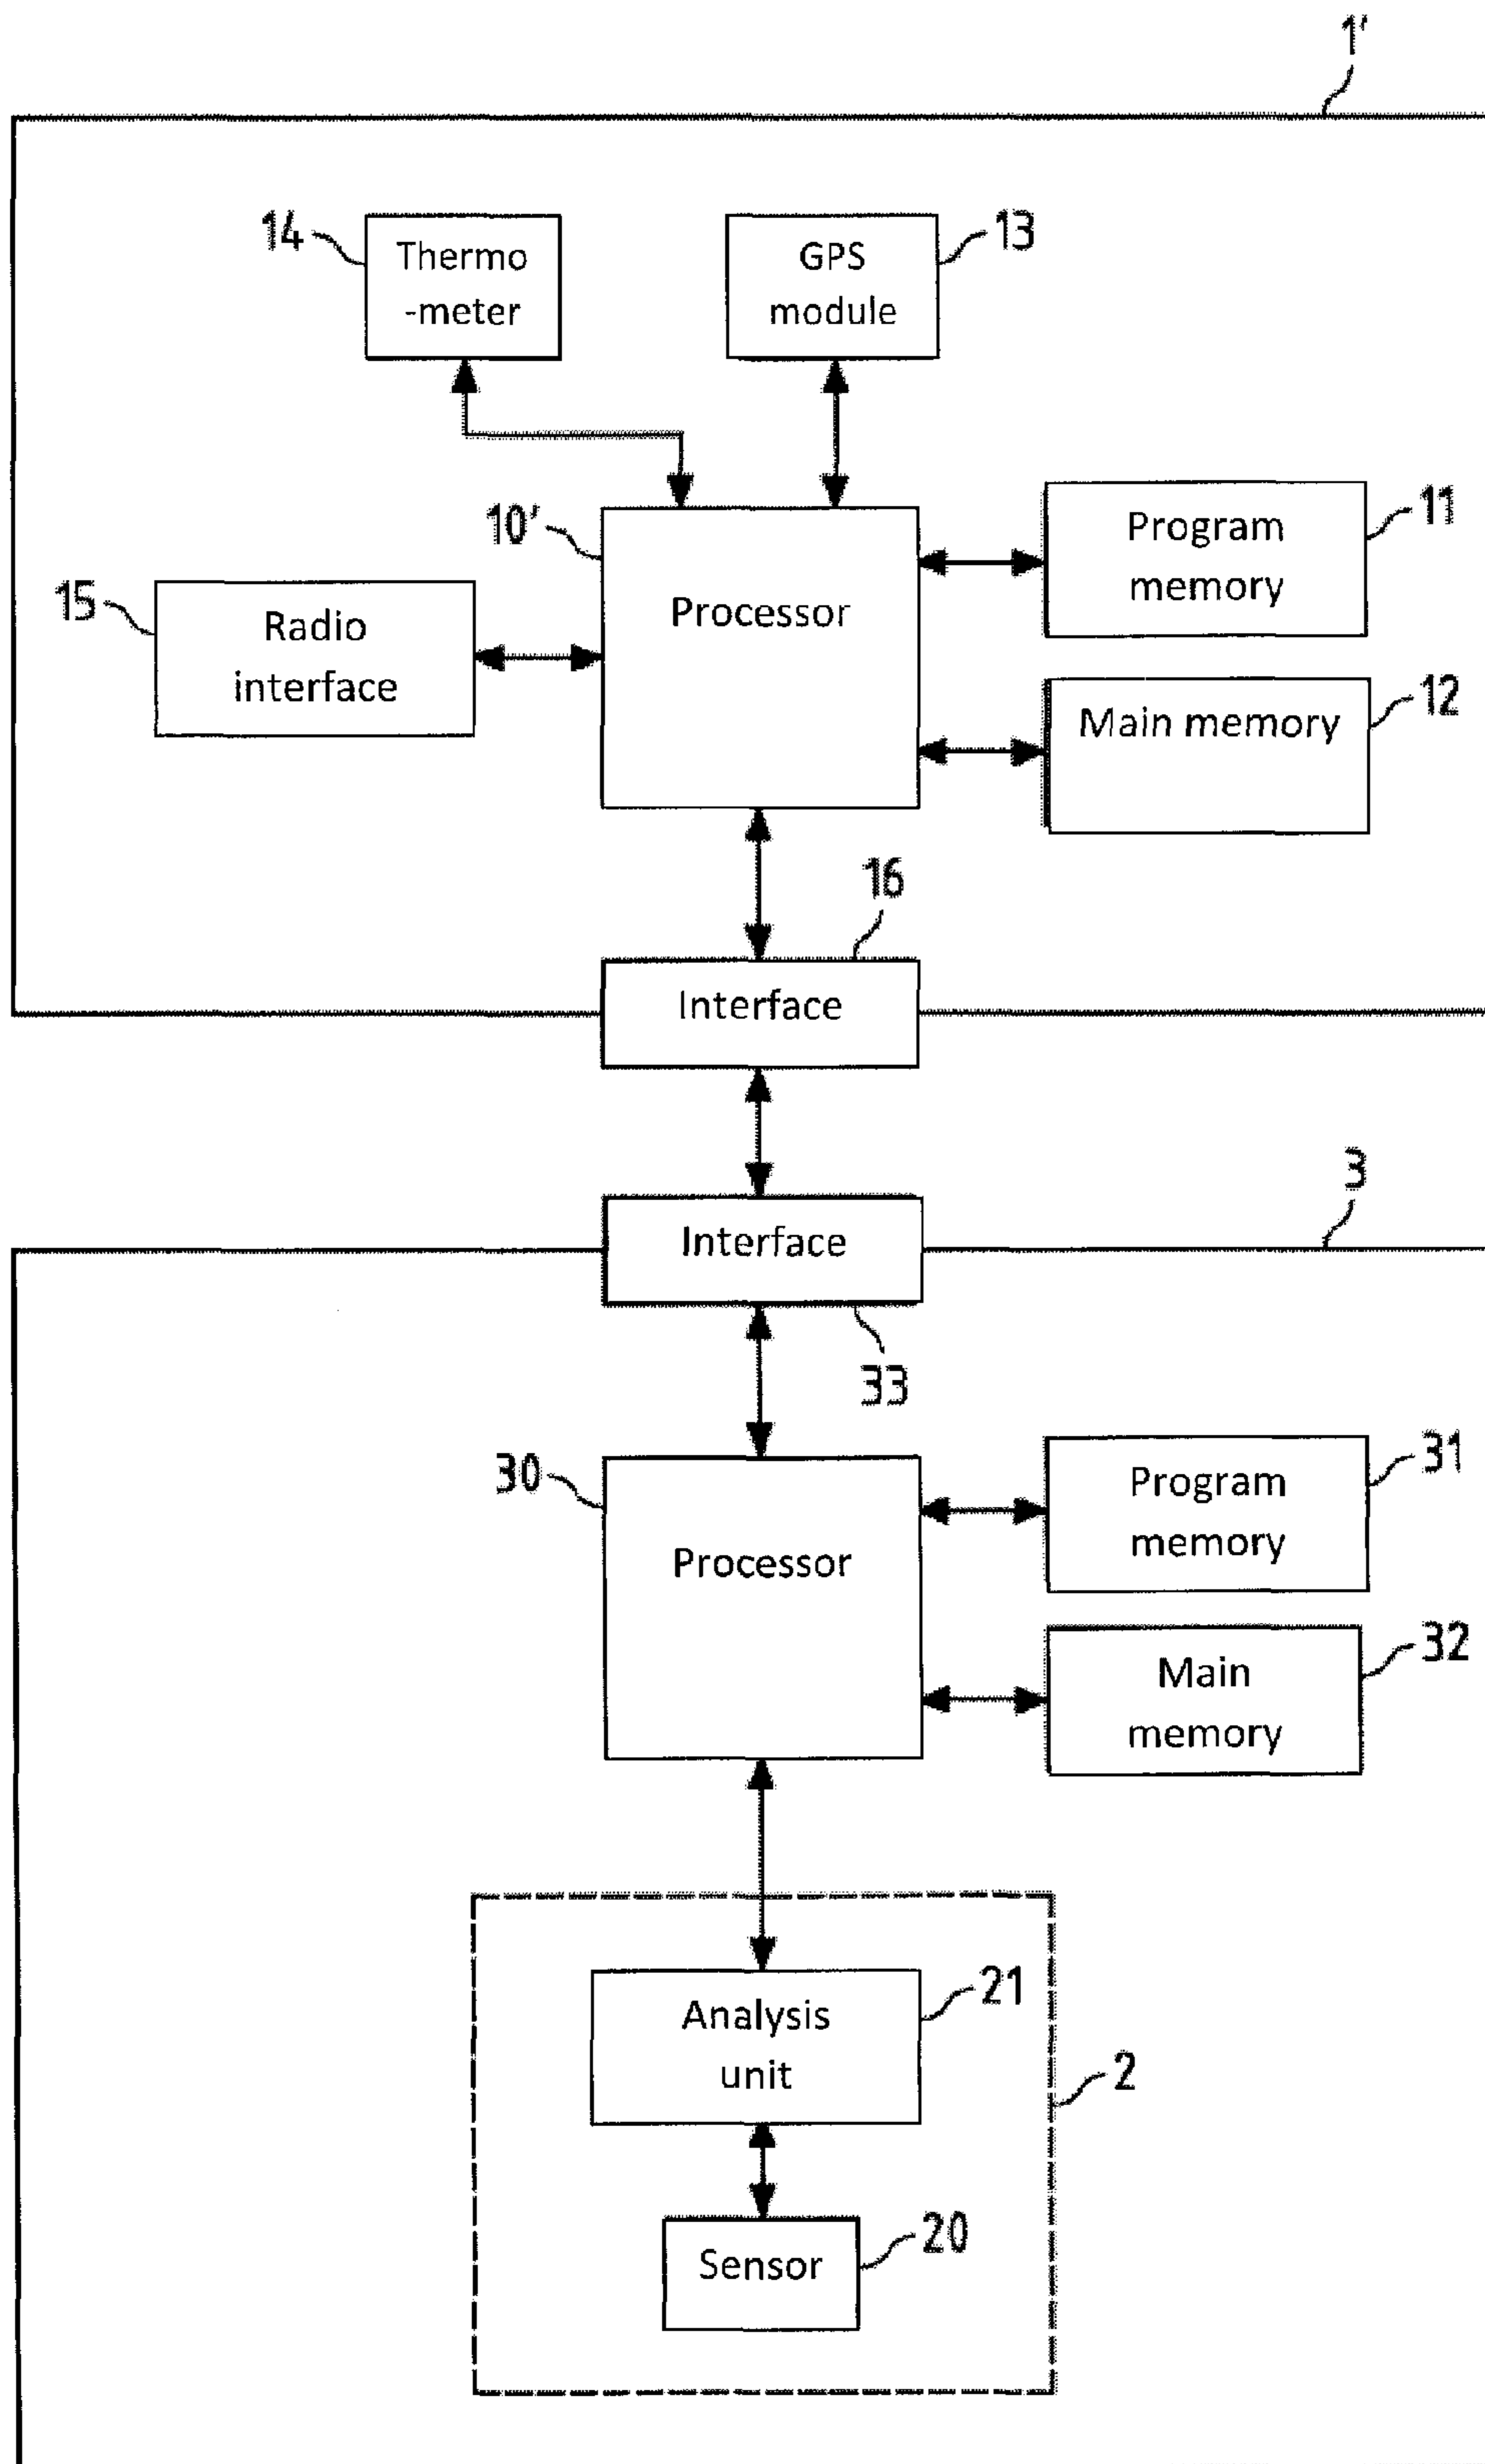 1'
14
Thermo
-meter
GPS
module
13
10'
Processor
Program
memory
11
15
Radio
interface
Main memory
12
16
Interface
3
Interface
33
30
Processor
Program
memory
31
Main
memory
32
Analysis
unit
21
2
Sensor
20